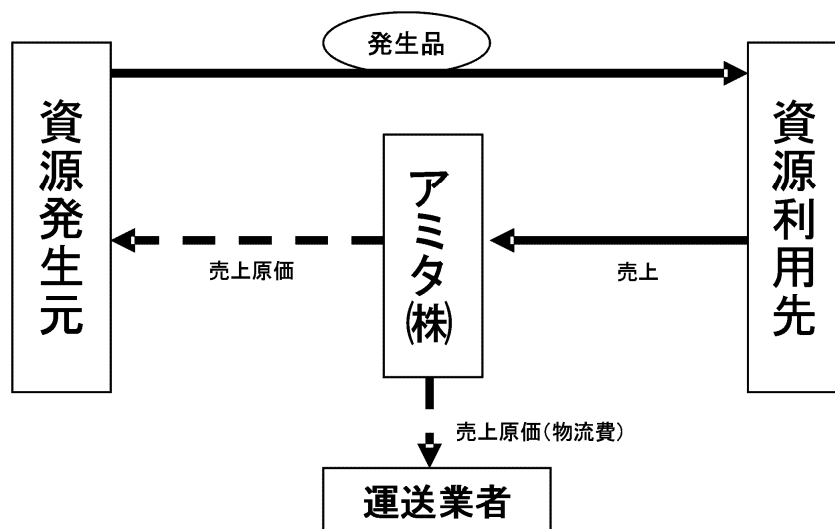 発生品
資源発生元
アミタ㈱
資源利用先
売上原価
売上
売上原価(物流費)
運送業者